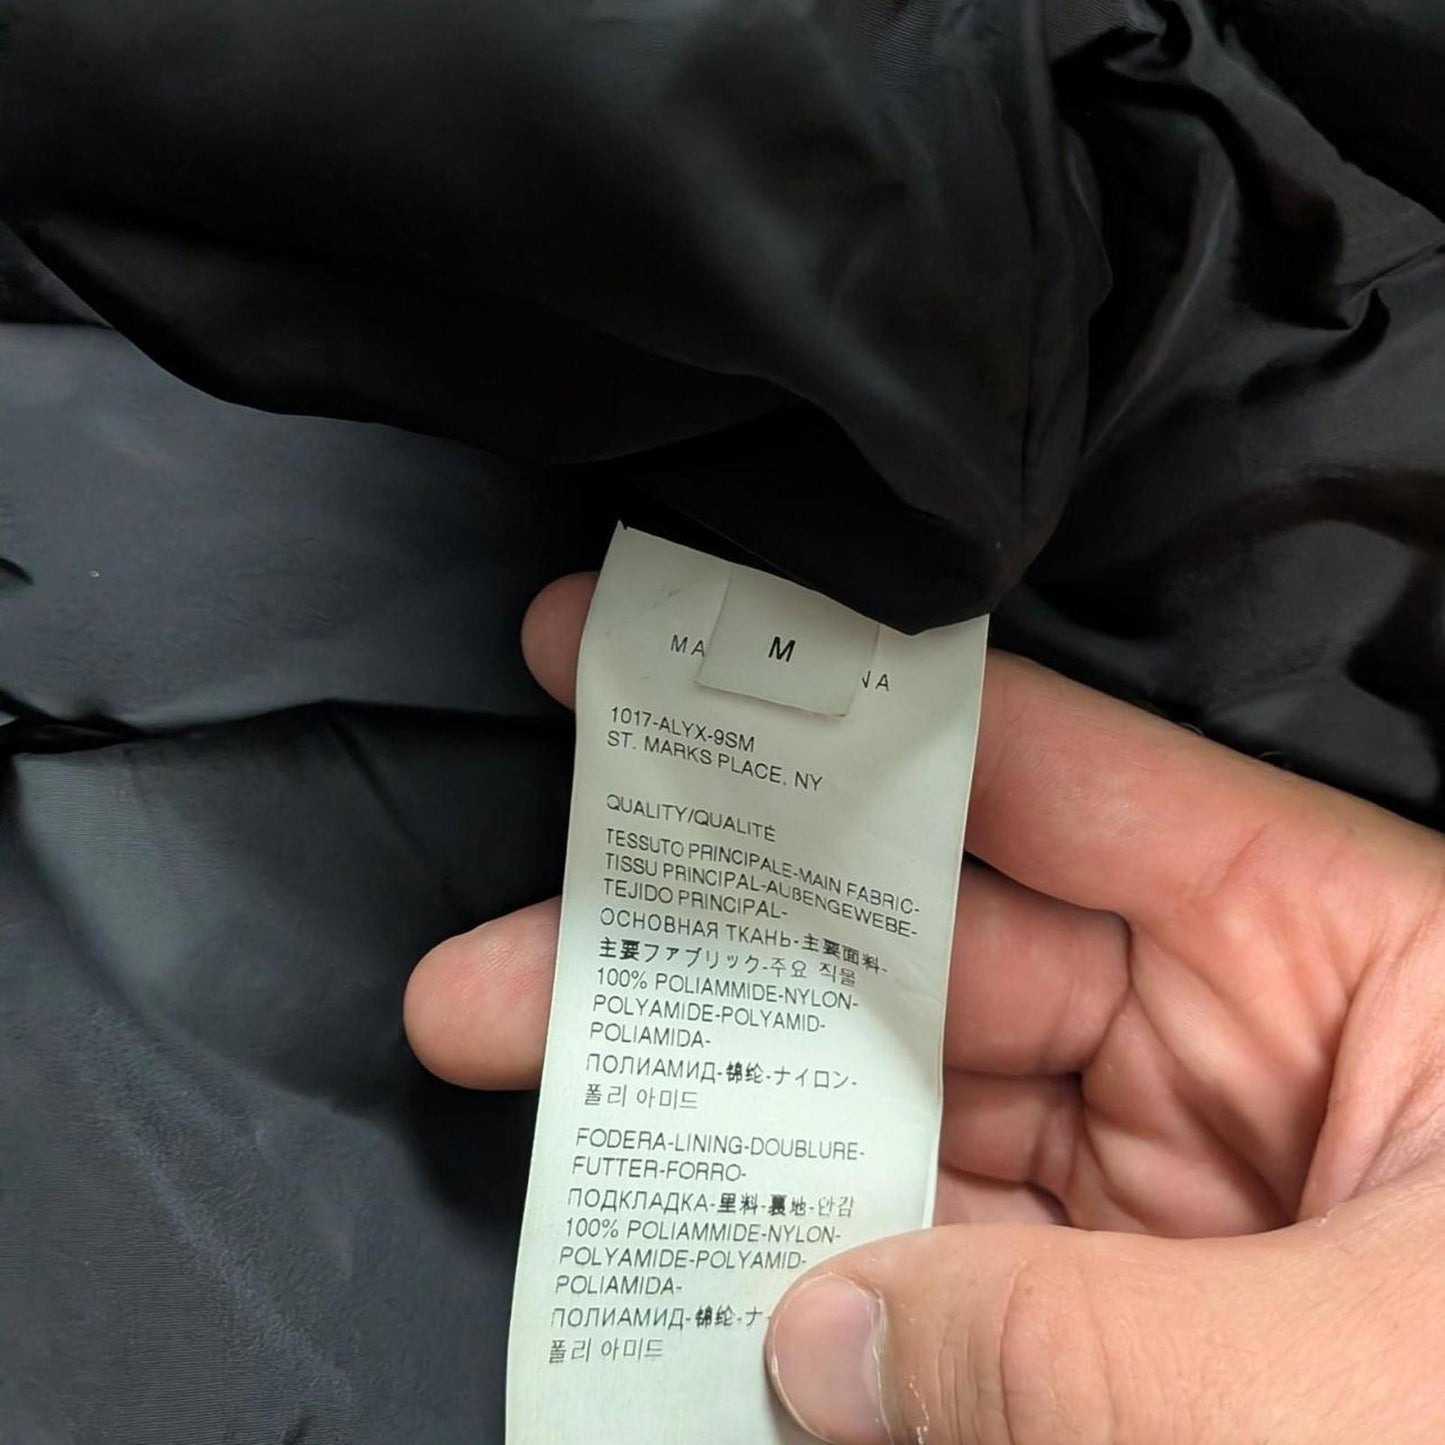 M
MA NA
1017-ALYX-9SM
ST. MARKS PLACE, NY
QUALITY/QUALITÉ
TESSUTO PRINCIPALE-MAIN FABRIC-
TISSU PRINCIPAL-AUßENGEWEBE-
TEJIDO PRINCIPAL-
ОСНОВНАЯ ТКАНЬ-主要面料-
主要ファブリック-주요 직물
100% POLIAMMIDE-NYLON-
POLYAMIDE-POLYAMID-
POLIAMIDA-
ПОЛИАМИД-锦纶-ナイロン-
폴리 아미드
FODERA-LINING-DOUBLURE-
FUTTER-FORRO-
ПОДКЛАДКА-里料-裏地-안감
100% POLIAMMIDE-NYLON-
POLYAMIDE-POLYAMID-
POLIAMIDA-
ПОЛИАМИД-锦纶-ナ
폴리 아미드